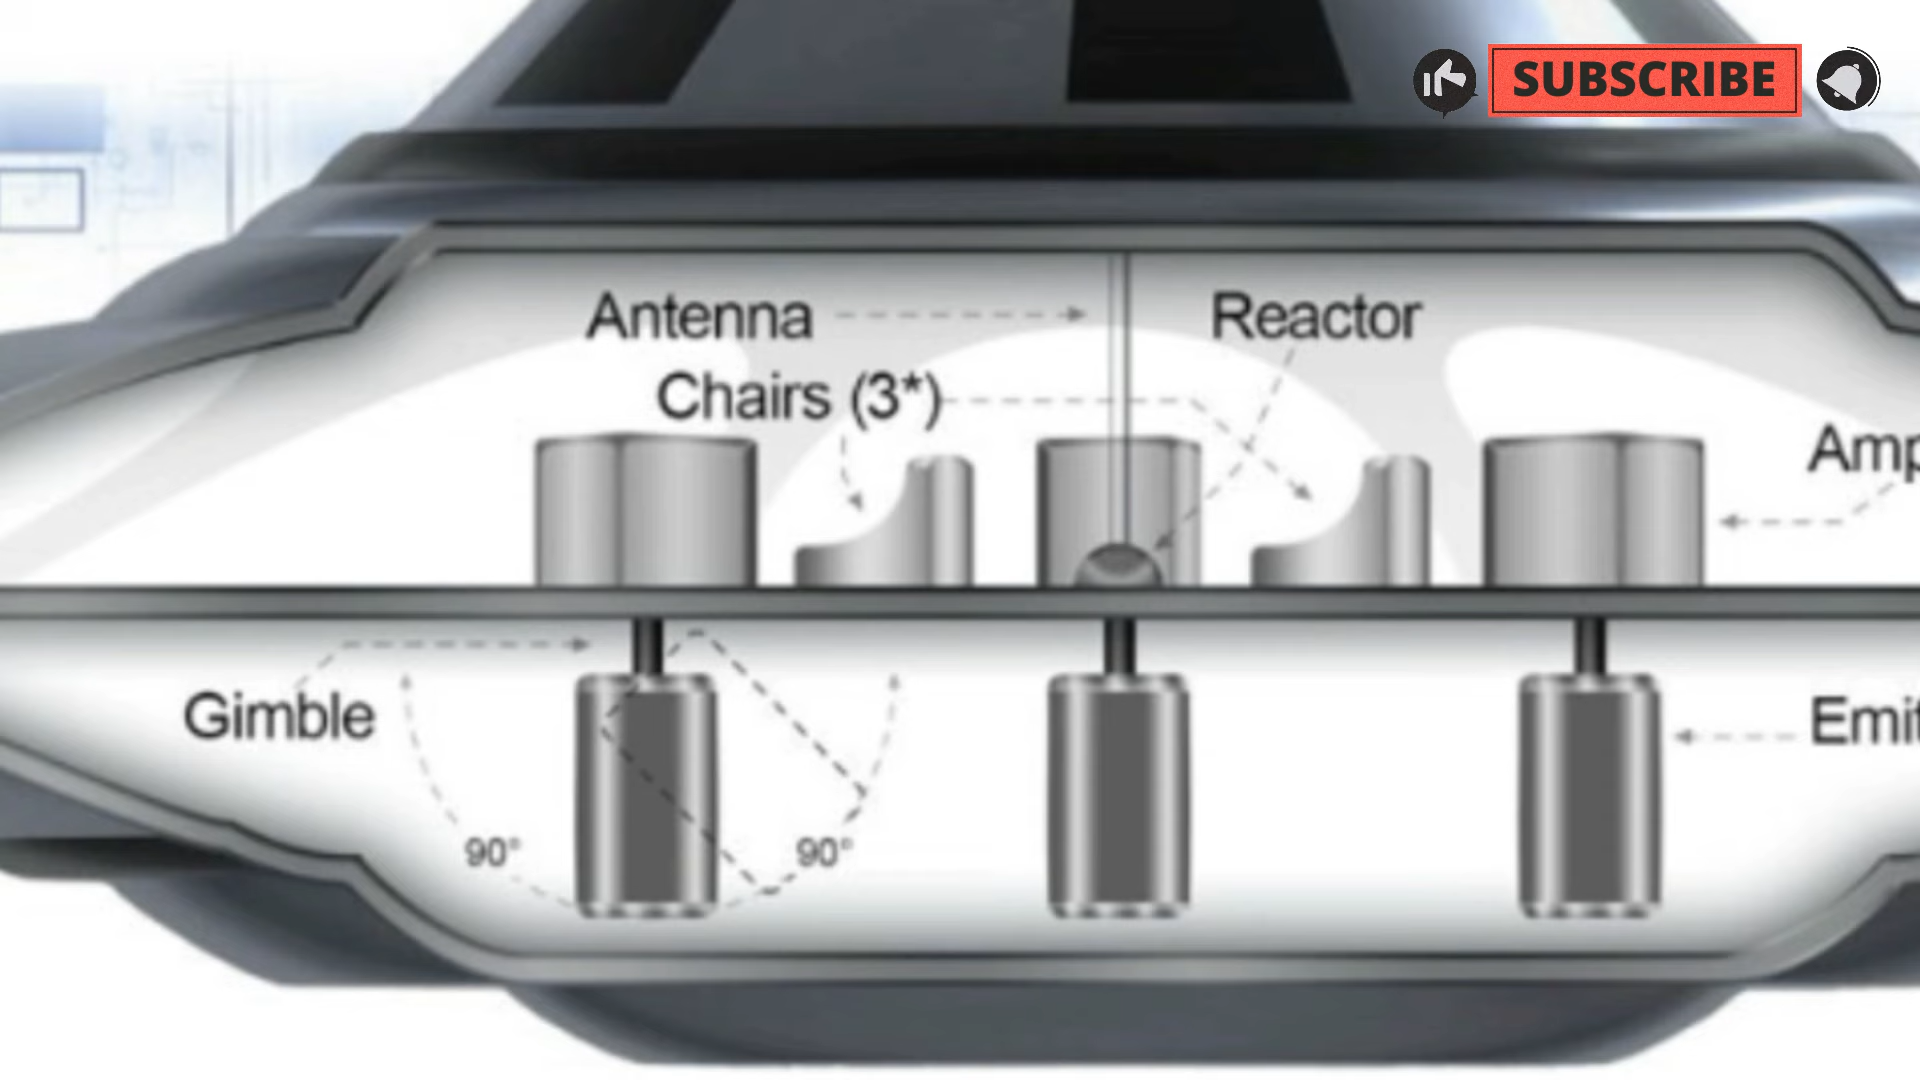 SUBSCRIBE
Antenna
Reactor
Chairs (3*)
Amp
Gimble
Emit
90°
90°